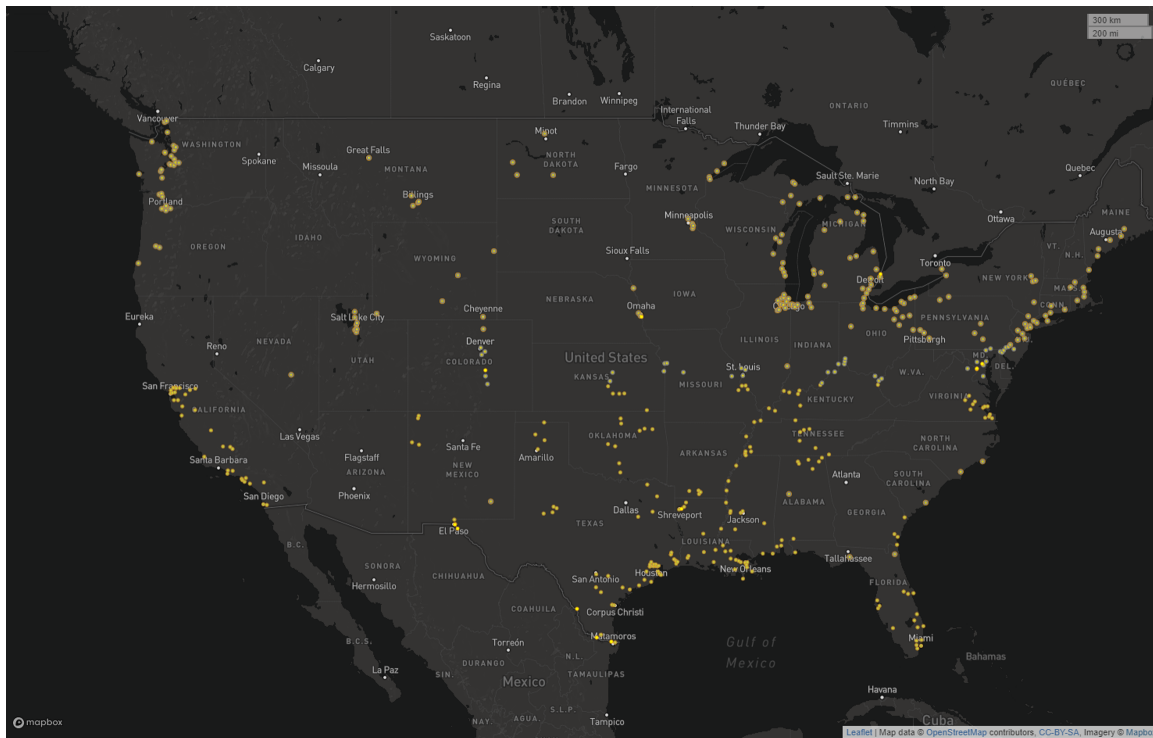 300 km
200 mi
Saskatoon
Calgary
Regina
QUÉBEC
Brandon
Winnipeg
ONTARIO
International
Falls
Vancouver
Thunder Bay
Timmins
Minot
WASHINGTON
Great Falls
Spokane
Missoula
MONTANA
NORTH
DAKOTA
Fargo
Quebec
Sault Ste. Marie
North Bay
MINNESOTA
Billings
Portland
Minneapolis
Ottawa
MAINE
SOUTH
DAKOTA
WISCONSIN
MICHIGAN
Augusta
IDAHO
OREGON
VT.
N.H.
Sioux Falls
WYOMING
Toronto
Detroit
NEW YORK
MASS.
NEBRASKA
IOWA
Omaha
Chicago
CONN.
Cheyenne
Eureka
Salt Lake City
PENNSYLVANIA
OHIO
Pittsburgh
N.J.
ILLINOIS
INDIANA
Denver
NEVADA
Reno
United States
MD.
DEL.
UTAH
COLORADO
St. Louis
W.VA.
KANSAS
MISSOURI
San Francisco
KENTUCKY
VIRGINIA
CALIFORNIA
Las Vegas
OKLAHOMA
TENNESSEE
NORTH
CAROLINA
Santa Fe
Santa Barbara
Flagstaff
Amarillo
ARKANSAS
ARIZONA
NEW
MEXICO
Atlanta
SOUTH
CAROLINA
San Diego
Phoenix
ALABAMA
Dallas
Shreveport
GEORGIA
Jackson
TEXAS
El Paso
LOUISIANA
B.C.
Tallahassee
SONORA
New Orleans
Houston
CHIHUAHUA
San Antonio
FLORIDA
Hermosillo
COAHUILA
Corpus Christi
Matamoros
Miami
B.C.S.
Torreón
Gulf of
Mexico
N.L.
Bahamas
DURANGO
La Paz
SIN.
TAMAULIPAS
Mexico
Havana
S.L.P.
NAY.
AGUA.
Tampico
Cuba
mapbox
Leaflet | Map data © OpenStreetMap contributors, CC-BY-SA, Imagery © Mapbo